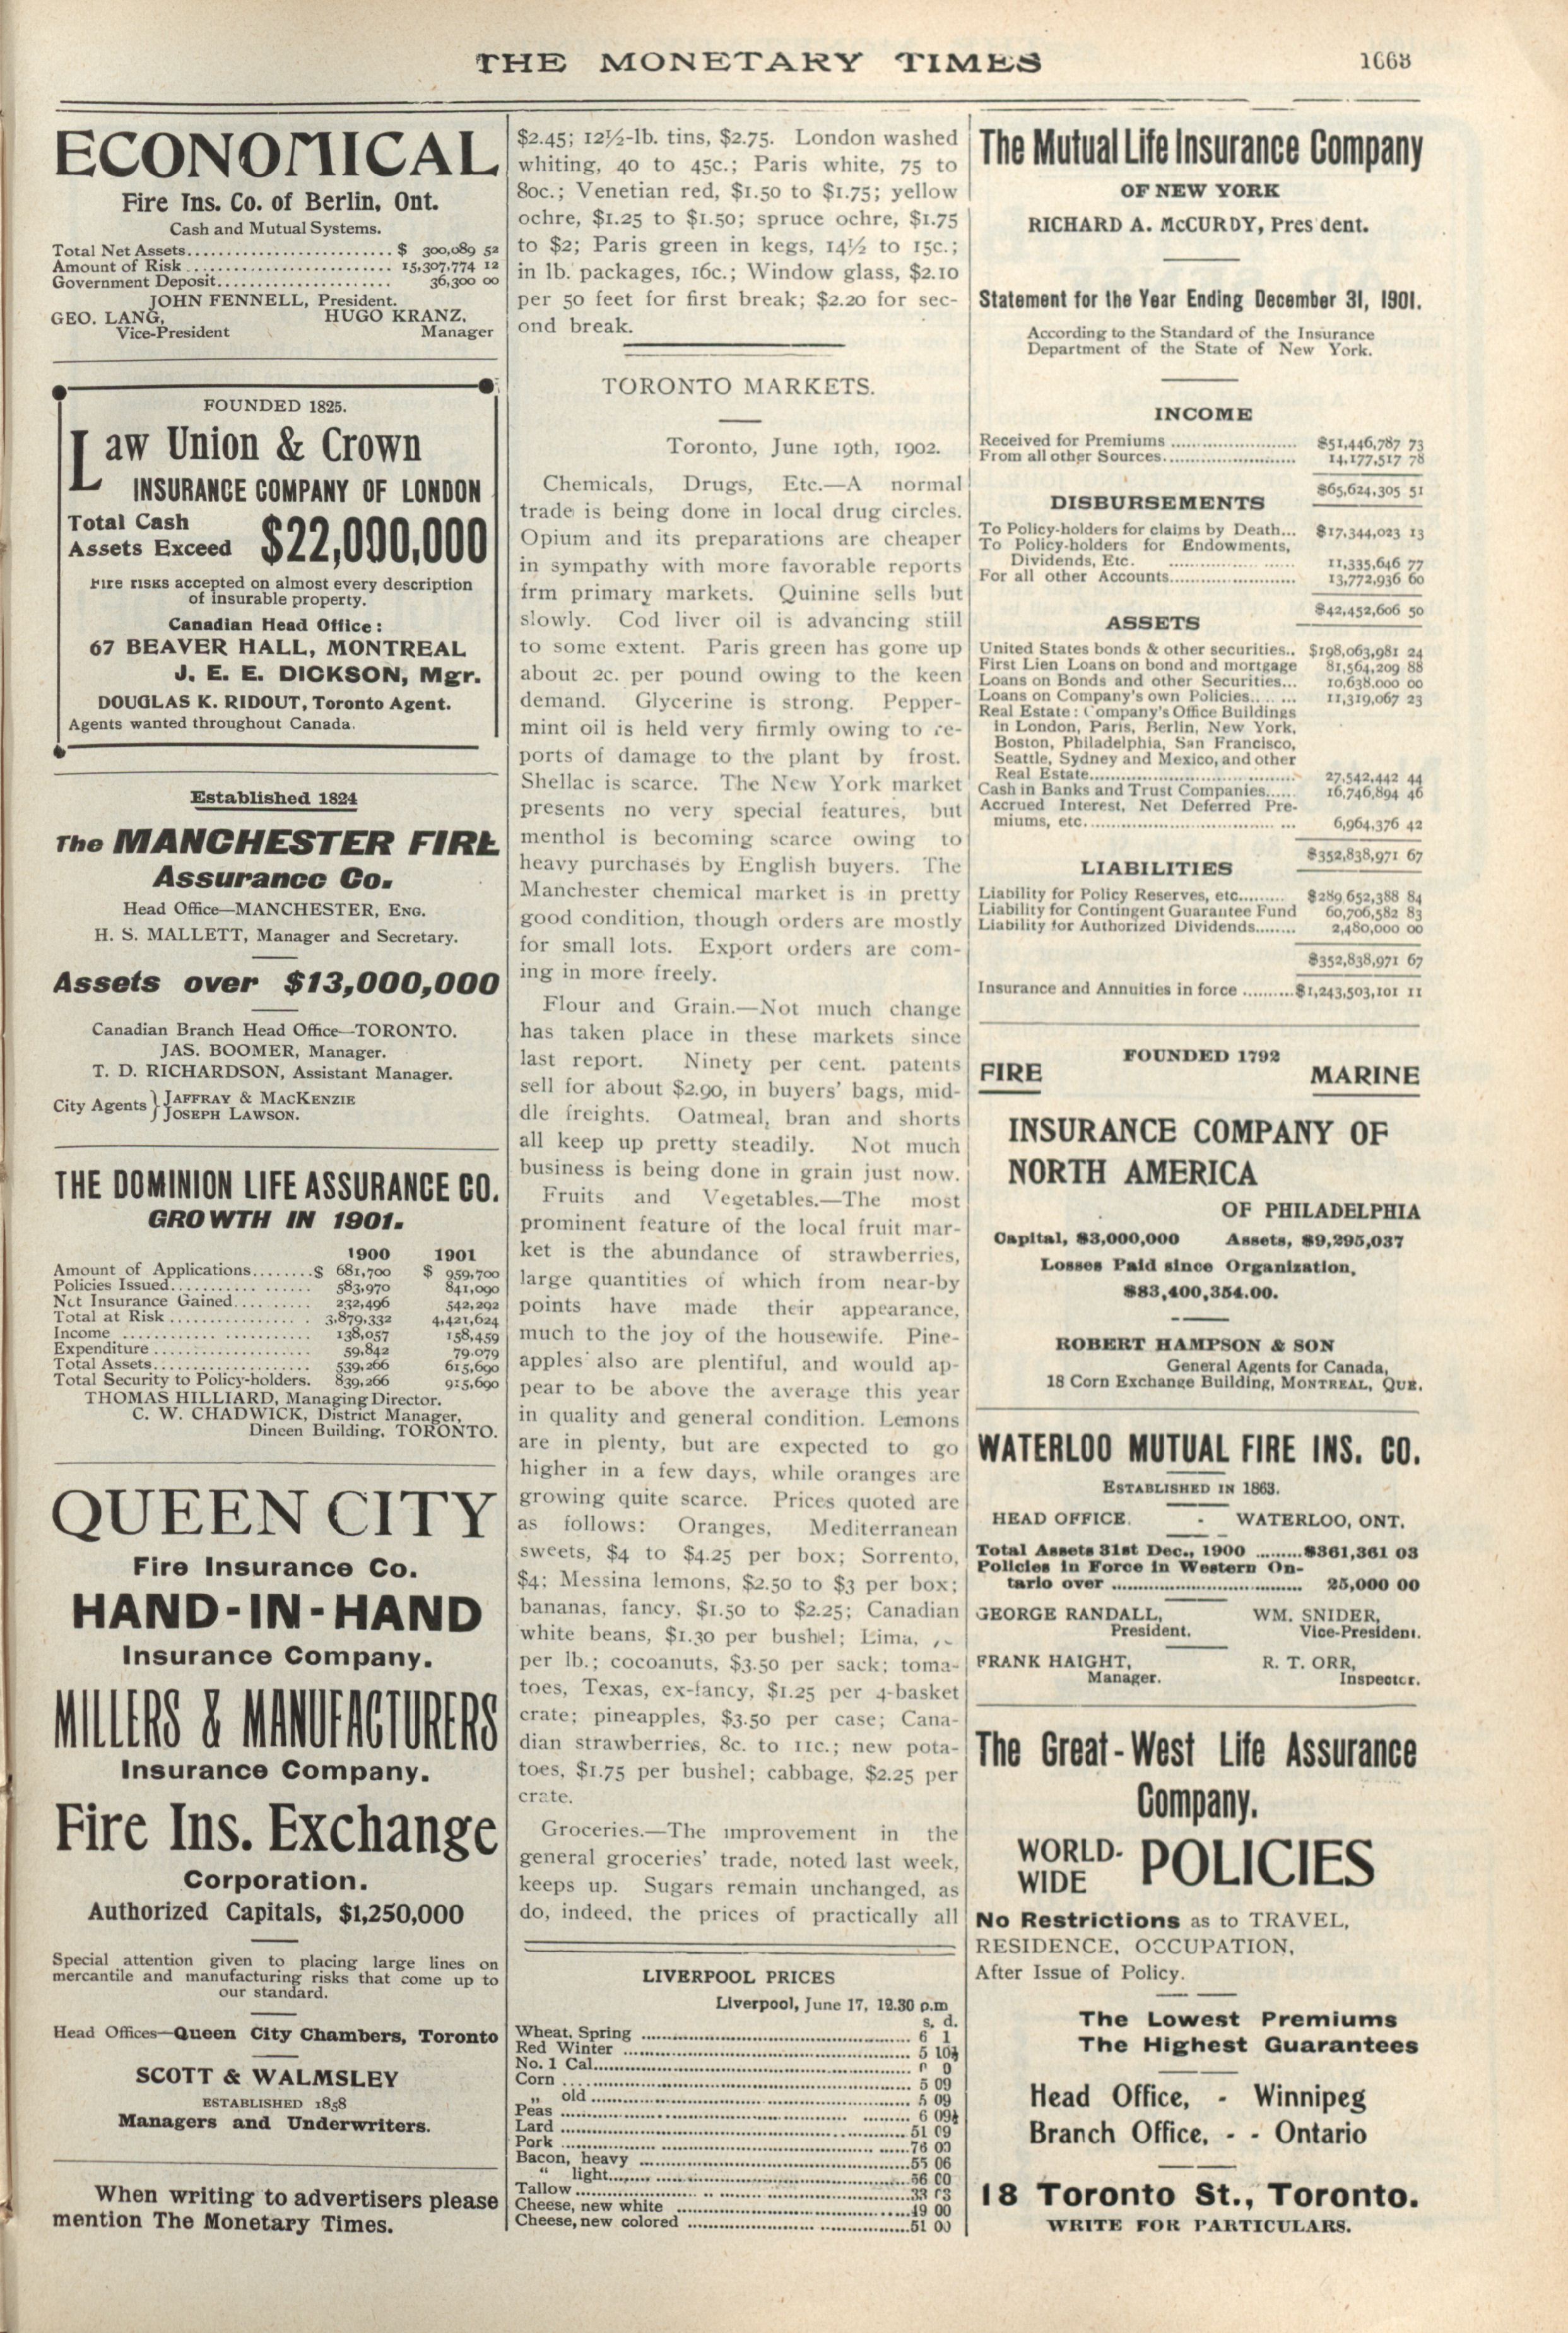 THE MONETARY TIMES 1663
ECONOMICAL
Fire Ins. Co. of Berlin, Ont.
Cash and Mutual Systems.
Total Net Assets.......................... $ 300,089 52
Amount of Risk .......................... 15,307,774 12
Government Deposit...................... 36,300 00
JOHN FENNELL, President.
GEO. LANG, HUGO KRANZ,
Vice-President Manager
FOUNDED 1825.
Law Union & Crown
INSURANCE COMPANY OF LONDON
Total Cash
Assets Exceed $22,000,000
Fire risks accepted on almost every description
of insurable property.
Canadian Head Office:
67 BEAVER HALL, MONTREAL
J. E. E. DICKSON, Mgr.
DOUGLAS K. RIDOUT, Toronto Agent.
Agents wanted throughout Canada.
Established 1824
The MANCHESTER FIRE
Assurance Co.
Head Office—MANCHESTER, ENG.
H. S. MALLETT, Manager and Secretary.
Assets over $13,000,000
Canadian Branch Head Office—TORONTO.
JAS. BOOMER, Manager.
T. D. RICHARDSON, Assistant Manager.
City Agents } JAFFRAY & MACKENZIE
JOSEPH LAWSON.
THE DOMINION LIFE ASSURANCE CO.
GROWTH IN 1901.
1900 1901
Amount of Applications........$ 681,700 $ 959,700
Policies Issued................. 583,970 841,090
Net Insurance Gained.......... 232,496 542,292
Total at Risk ................. 3,879,332 4,421,624
Income ........................ 138,057 158,459
Expenditure ................... 59,842 79.079
Total Assets................... 539,266 615,690
Total Security to Policy-holders. 839,266 915,690
THOMAS HILLIARD, Managing Director.
C. W. CHADWICK, District Manager,
Dineen Building, TORONTO.
QUEEN CITY
Fire Insurance Co.
HAND-IN-HAND
Insurance Company.
MILLERS & MANUFACTURERS
Insurance Company.
Fire Ins. Exchange
Corporation.
Authorized Capitals, $1,250,000
Special attention given to placing large lines on
mercantile and manufacturing risks that come up to
our standard.
Head Offices—Queen City Chambers, Toronto
SCOTT & WALMSLEY
ESTABLISHED 1858
Managers and Underwriters.
When writing to advertisers please
mention The Monetary Times.
$2.45; 12½-lb. tins, $2.75. London washed
whiting, 40 to 45c.; Paris white, 75 to
80c.; Venetian red, $1.50 to $1.75; yellow
ochre, $1.25 to $1.50; spruce ochre, $1.75
to $2; Paris green in kegs, 14½ to 15c.;
in lb. packages, 16c.; Window glass, $2.10
per 50 feet for first break; $2.20 for sec-
ond break.
TORONTO MARKETS.
Toronto, June 19th, 1902.
Chemicals, Drugs, Etc.—A normal
trade is being done in local drug circles.
Opium and its preparations are cheaper
in sympathy with more favorable reports
frm primary markets. Quinine sells but
slowly. Cod liver oil is advancing still
to some extent. Paris green has gone up
about 2c. per pound owing to the keen
demand. Glycerine is strong. Pepper-
mint oil is held very firmly owing to re-
ports of damage to the plant by frost.
Shellac is scarce. The New York market
presents no very special features, but
menthol is becoming scarce owing to
heavy purchases by English buyers. The
Manchester chemical market is in pretty
good condition, though orders are mostly
for small lots. Export orders are com-
ing in more freely.
Flour and Grain.—Not much change
has taken place in these markets since
last report. Ninety per cent. patents
sell for about $2.90, in buyers' bags, mid-
dle freights. Oatmeal, bran and shorts
all keep up pretty steadily. Not much
business is being done in grain just now.
Fruits and Vegetables.—The most
prominent feature of the local fruit mar-
ket is the abundance of strawberries,
large quantities of which from near-by
points have made their appearance,
much to the joy of the housewife. Pine-
apples also are plentiful, and would ap-
pear to be above the average this year
in quality and general condition. Lemons
are in plenty, but are expected to go
higher in a few days, while oranges are
growing quite scarce. Prices quoted are
as follows: Oranges, Mediterranean
sweets, $4 to $4.25 per box; Sorrento,
$4; Messina lemons, $2.50 to $3 per box;
bananas, fancy, $1.50 to $2.25; Canadian
white beans, $1.30 per bushel; Lima,
per lb.; cocoanuts, $3.50 per sack; toma-
toes, Texas, ex-fancy, $1.25 per 4-basket
crate; pineapples, $3.50 per case; Cana-
dian strawberries, 8c. to 11c.; new pota-
toes, $1.75 per bushel; cabbage, $2.25 per
crate.
Groceries.—The improvement in the
general groceries' trade, noted last week,
keeps up. Sugars remain unchanged, as
do, indeed, the prices of practically all
LIVERPOOL PRICES
Liverpool, June 17, 12.30 p.m
s. d.
Wheat, Spring .......................... 6 1
Red Winter .......................... 5 10½
No. 1 Cal..........................
Corn .......................... 5 09
„ old .......................... 5 09
Peas .......................... 6 09½
Lard .......................... 51 09
Pork .......................... 76 00
Bacon, heavy .......................... 55 06
“ light.......................... 56 00
Tallow .......................... 33 03
Cheese, new white .......................... 49 00
Cheese, new colored .......................... 51 00
The Mutual Life Insurance Company
OF NEW YORK
RICHARD A. McCURDY, Pres dent.
Statement for the Year Ending December 31, 1901.
According to the Standard of the Insurance
Department of the State of New York.
INCOME
Received for Premiums ........................ $51,446,787 73
From all other Sources......................... 14,177,517 78
$65,624,305 51
DISBURSEMENTS
To Policy-holders for claims by Death... $17,344,023 13
To Policy-holders for Endowments,
Dividends, Etc. ........................ 11,335,646 77
For all other Accounts........................ 13,772,936 60
$42,452,606 50
ASSETS
United States bonds & other securities.. $198,063,981 24
First Lien Loans on bond and mortgage 81,564,209 88
Loans on Bonds and other Securities... 10,638,000 00
Loans on Company's own Policies......... 11,319,067 23
Real Estate: Company's Office Buildings
in London, Paris, Berlin, New York,
Boston, Philadelphia, San Francisco,
Seattle, Sydney and Mexico, and other
Real Estate.................................... 27,542,442 44
Cash in Banks and Trust Companies...... 16,746,894 46
Accrued Interest, Net Deferred Pre-
miums, etc.................................... 6,964,376 42
$352,838,971 67
LIABILITIES
Liability for Policy Reserves, etc......... $289,652,388 84
Liability for Contingent Guarantee Fund 60,706,582 83
Liability for Authorized Dividends........ 2,480,000 00
$352,838,971 67
Insurance and Annuities in force ..........$1,243,503,101 11
FOUNDED 1792
FIRE MARINE
INSURANCE COMPANY OF
NORTH AMERICA
OF PHILADELPHIA
Capital, $3,000,000 Assets, $9,295,037
Losses Paid since Organization,
$83,400,354.00.
ROBERT HAMPSON & SON
General Agents for Canada,
18 Corn Exchange Building, MONTREAL, QUE.
WATERLOO MUTUAL FIRE INS. CO.
ESTABLISHED IN 1863.
HEAD OFFICE, - WATERLOO, ONT.
Total Assets 31st Dec., 1900 .........$361,361 03
Policies in Force in Western On-
tario over .................................... 25,000 00
GEORGE RANDALL, WM. SNIDER,
President. Vice-President.
FRANK HAIGHT, R. T. ORR,
Manager. Inspector.
The Great-West Life Assurance
Company.
WORLD-
WIDE POLICIES
No Restrictions as to TRAVEL,
RESIDENCE, OCCUPATION,
After Issue of Policy.
The Lowest Premiums
The Highest Guarantees
Head Office, - Winnipeg
Branch Office, - - Ontario
18 Toronto St., Toronto.
WRITE FOR PARTICULARS.